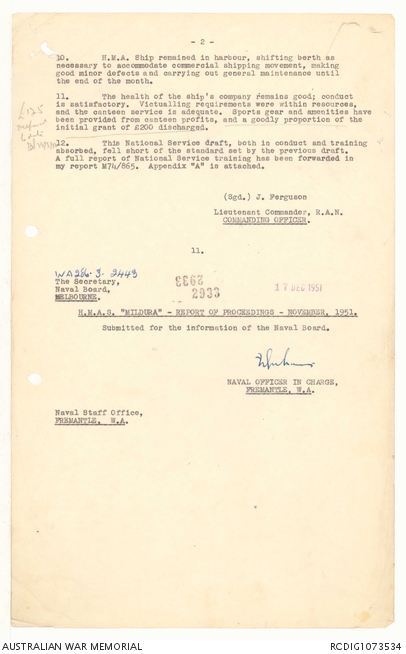 - 2 -
10. H.M.A. Ship remained in harbour, shifting berth as
necessary to accommodate commercial shipping movement, making
good minor defects and carrying out general maintenance until
the end of the month.
11. The health of the ship's company remains good; conduct
is satisfactory. Victualling requirements were within resources,
and the canteen service is adequate. Sports gear and amenities have
been provided from canteen profits, and a goodly proportion of the
initial grant of £200 discharged.
£125
12. This National Service draft, both in conduct and training
absorbed, fell short of the standard set by the previous draft.
A full report of National Service training has been forwarded in
my report M74/865. Appendix "A" is attached.
(Sgd.) J. Ferguson
Lieutenant Commander, R.A.N.
COMMANDING OFFICER.
11.
WA286.3.2443
The Secretary,
Naval Board,
MELBOURNE.
2933
2933
17 DEC 1951
H.M.A.S. "MILDURA" - REPORT OF PROCEEDINGS - NOVEMBER, 1951.
Submitted for the information of the Naval Board.
NAVAL OFFICER IN CHARGE,
FREMANTLE, W.A.
Naval Staff Office,
FREMANTLE, W.A.
AUSTRALIAN WAR MEMORIAL
RCDIG1073534